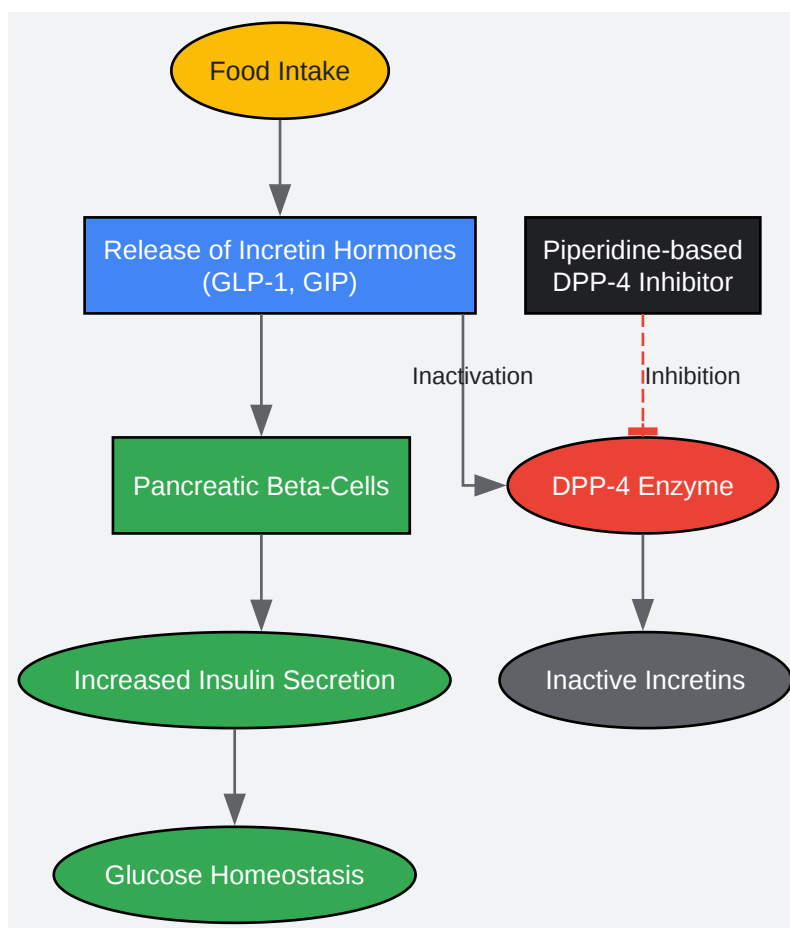 Food Intake
Release of Incretin Hormones
(GLP-1, GIP)
Piperidine-based
DPP-4 Inhibitor
Inactivation
Inhibition
Pancreatic Beta-Cells
DPP-4 Enzyme
Increased Insulin Secretion
Inactive Incretins
Glucose Homeostasis